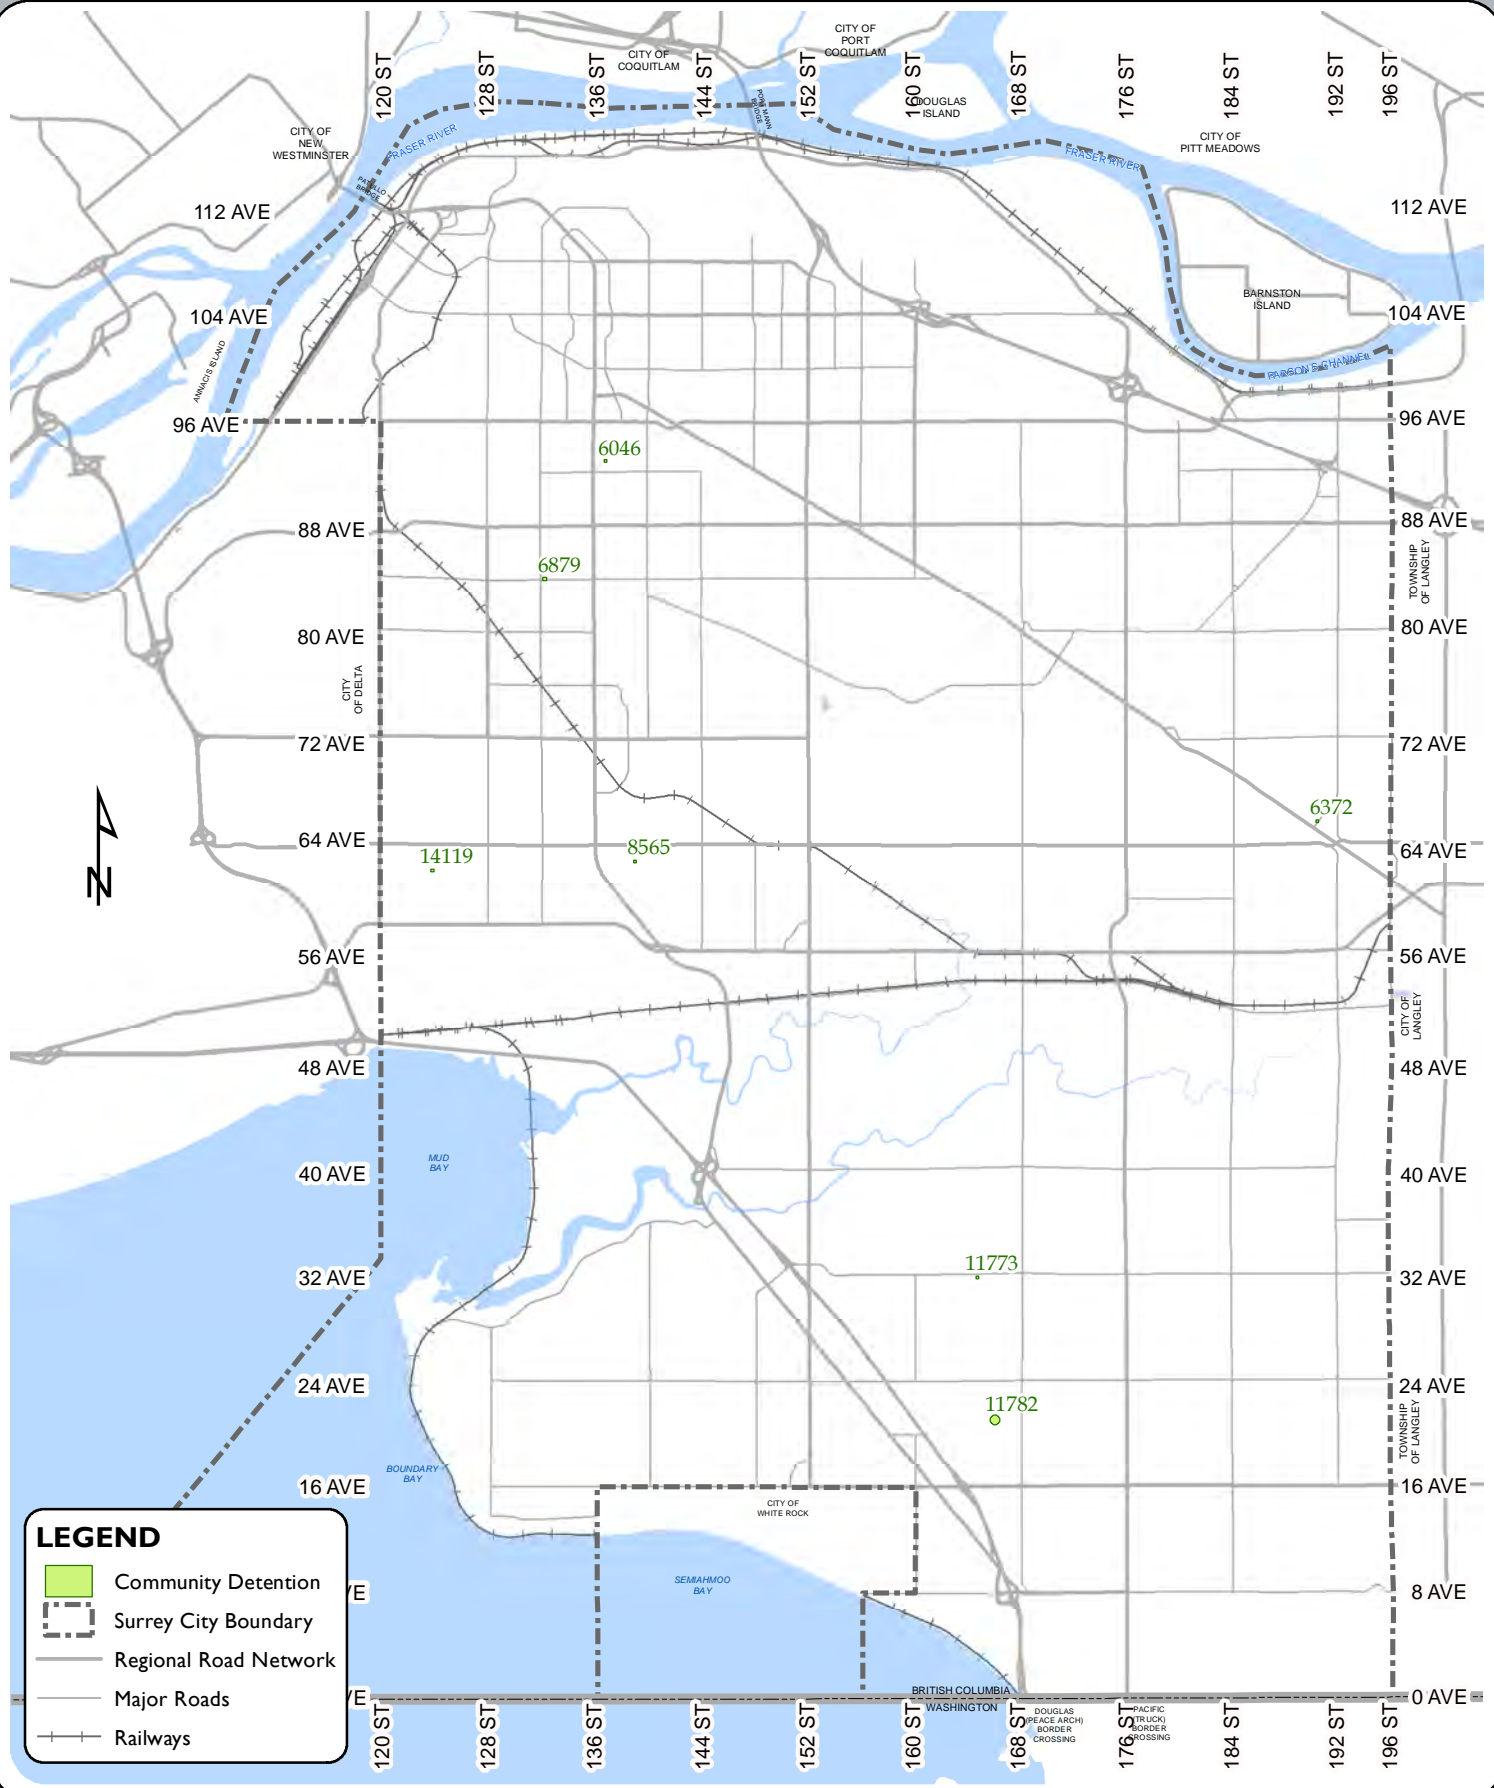 120 ST
128 ST
136 ST
144 ST
152 ST
160 ST
168 ST
176 ST
184 ST
192 ST
196 ST
CITY OF
COQUITLAM
CITY OF
PORT
COQUITLAM
DOUGLAS
ISLAND
CITY OF
PITT MEADOWS
CITY OF
NEW
WESTMINSTER
FRASER RIVER
PORT MANN
BRIDGE
FRASER RIVER
PATULLO
BRIDGE
112 AVE
112 AVE
BARNSTON
ISLAND
104 AVE
104 AVE
ANNACIS ISLAND
PARSON'S CHANNEL
96 AVE
96 AVE
6046
88 AVE
88 AVE
6879
TOWNSHIP
OF LANGLEY
80 AVE
80 AVE
CITY
OF DELTA
72 AVE
72 AVE
6372
64 AVE
64 AVE
14119
8565
N
56 AVE
56 AVE
CITY OF
LANGLEY
48 AVE
48 AVE
MUD
BAY
40 AVE
40 AVE
11773
32 AVE
32 AVE
24 AVE
24 AVE
11782
TOWNSHIP
OF LANGLEY
BOUNDARY
BAY
16 AVE
16 AVE
CITY OF
WHITE ROCK
LEGEND
Community Detention
Surrey City Boundary
Regional Road Network
Major Roads
Railways
SEMIAHMOO
BAY
VE
8 AVE
VE
0 AVE
BRITISH COLUMBIA
WASHINGTON
DOUGLAS
(PEACE ARCH)
BORDER
CROSSING
PACIFIC
(TRUCK)
BORDER
CROSSING
120 ST
128 ST
136 ST
144 ST
152 ST
160 ST
168 ST
176 ST
184 ST
192 ST
196 ST